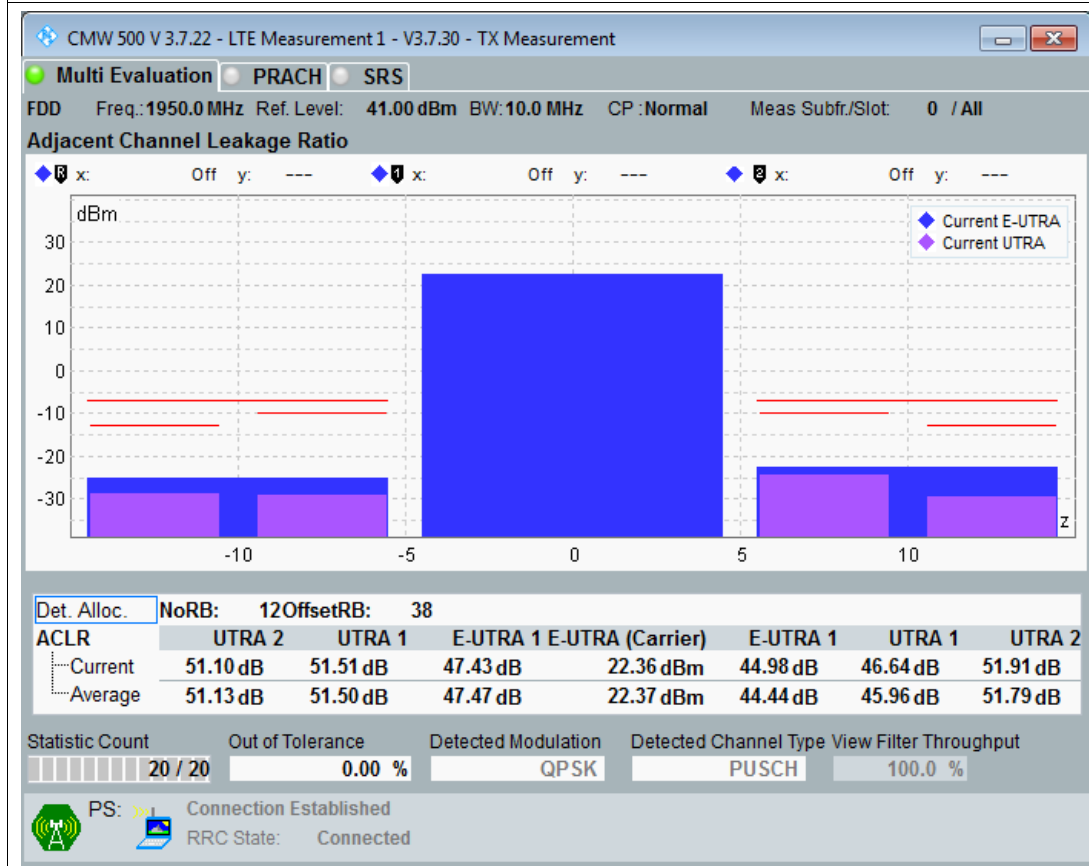 CMW 500 V 3.7.22 - LTE Measurement 1 - V3.7.30 - TX Measurement
Multi Evaluation PRACH SRS
FDD Freq.: 1950.0 MHz Ref. Level: 41.00 dBm BW: 10.0 MHz CP : Normal Meas Subfr./Slot: 0 / All
Adjacent Channel Leakage Ratio
R x: Off y: --- 1 x: Off y: --- 2 x: Off y: ---
dBm
Current E-UTRA
Current UTRA
30
20
10
0
-10
-20
-30
z
-10 -5 0 5 10
Det. Alloc. NoRB: 12 OffsetRB: 38
ACLR UTRA 2 UTRA 1 E-UTRA 1 E-UTRA (Carrier) E-UTRA 1 UTRA 1 UTRA 2
Current 51.10 dB 51.51 dB 47.43 dB 22.36 dBm 44.98 dB 46.64 dB 51.91 dB
Average 51.13 dB 51.50 dB 47.47 dB 22.37 dBm 44.44 dB 45.96 dB 51.79 dB
Statistic Count Out of Tolerance Detected Modulation Detected Channel Type View Filter Throughput
20 / 20 0.00 % QPSK PUSCH 100.0 %
PS: Connection Established
RRC State: Connected